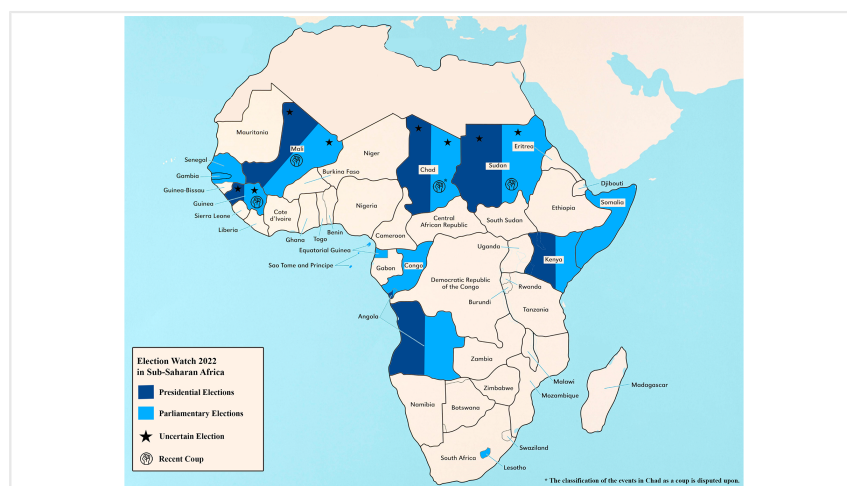 Mauritania
Mali
Niger
Chad
Sudan
Eritrea
Senegal
Gambia
Guinea-Bissau
Guinea
Sierra Leone
Liberia
Burkina Faso
Cote
d'Ivoire
Ghana
Togo
Benin
Nigeria
Cameroon
Central
African Republic
South Sudan
Ethiopia
Djibouti
Somalia
Equatorial Guinea
Sao Tome and Principe
Gabon
Congo
Democratic Republic
of the Congo
Uganda
Kenya
Rwanda
Burundi
Tanzania
Angola
Zambia
Malawi
Mozambique
Zimbabwe
Namibia
Botswana
Madagascar
South Africa
Swaziland
Lesotho
Election Watch 2022
in Sub-Saharan Africa
Presidential Elections
Parliamentary Elections
Uncertain Election
Recent Coup
* The classification of the events in Chad as a coup is disputed upon.